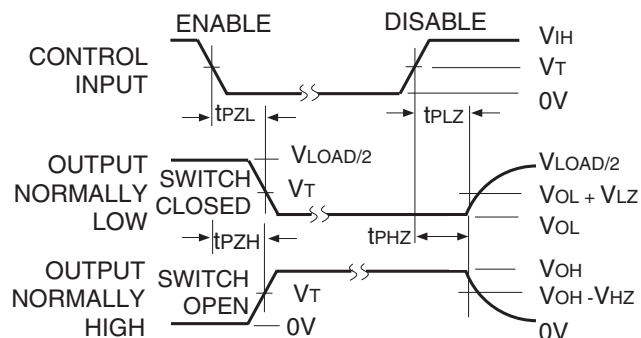 ENABLE
DISABLE
CONTROL
INPUT
VIH
VT
0V
tPZL
tPLZ
OUTPUT
NORMALLY
LOW
SWITCH
CLOSED
VLOAD/2
VT
VLOAD/2
VOL + VLZ
VOL
tPZH
tPHZ
OUTPUT
NORMALLY
HIGH
SWITCH
OPEN
VT
0V
VOH
VOH -VHZ
0V